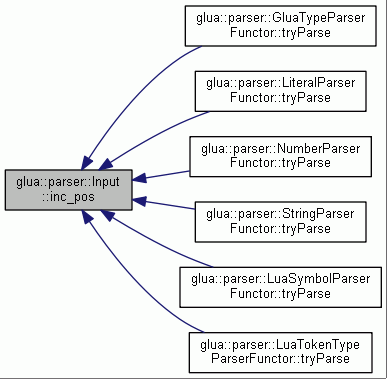 glua::parser::GluaTypeParser
Functor::tryParse
glua::parser::LiteralParser
Functor::tryParse
glua::parser::NumberParser
Functor::tryParse
glua::parser::Input
::inc_pos
glua::parser::StringParser
Functor::tryParse
glua::parser::LuaSymbolParser
Functor::tryParse
glua::parser::LuaTokenType
ParserFunctor::tryParse